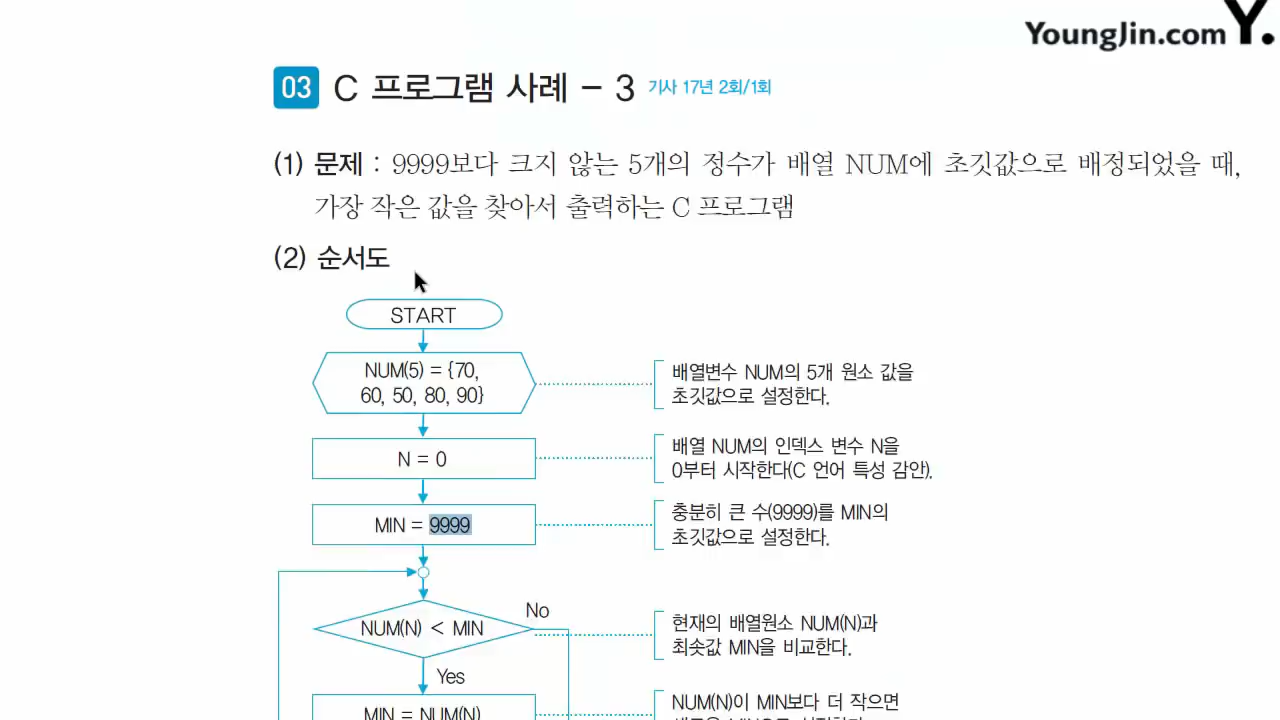 YoungJin.com Y.
03 C 프로그램 사례 - 3 기사 17년 2회/1회
(1) 문제 : 9999보다 크지 않는 5개의 정수가 배열 NUM에 초깃값으로 배정되었을 때,
가장 작은 값을 찾아서 출력하는 C 프로그램
(2) 순서도
START
NUM(5) = {70,
60, 50, 80, 90}
배열변수 NUM의 5개 원소 값을
초깃값으로 설정한다.
N = 0
배열 NUM의 인덱스 변수 N을
0부터 시작한다(C 언어 특성 감안).
MIN = 9999
충분히 큰 수(9999)를 MIN의
초깃값으로 설정한다.
NUM(N) < MIN
No
현재의 배열원소 NUM(N)과
최솟값 MIN을 비교한다.
Yes
MIN = NUM(N)
NUM(N)이 MIN보다 더 작으면